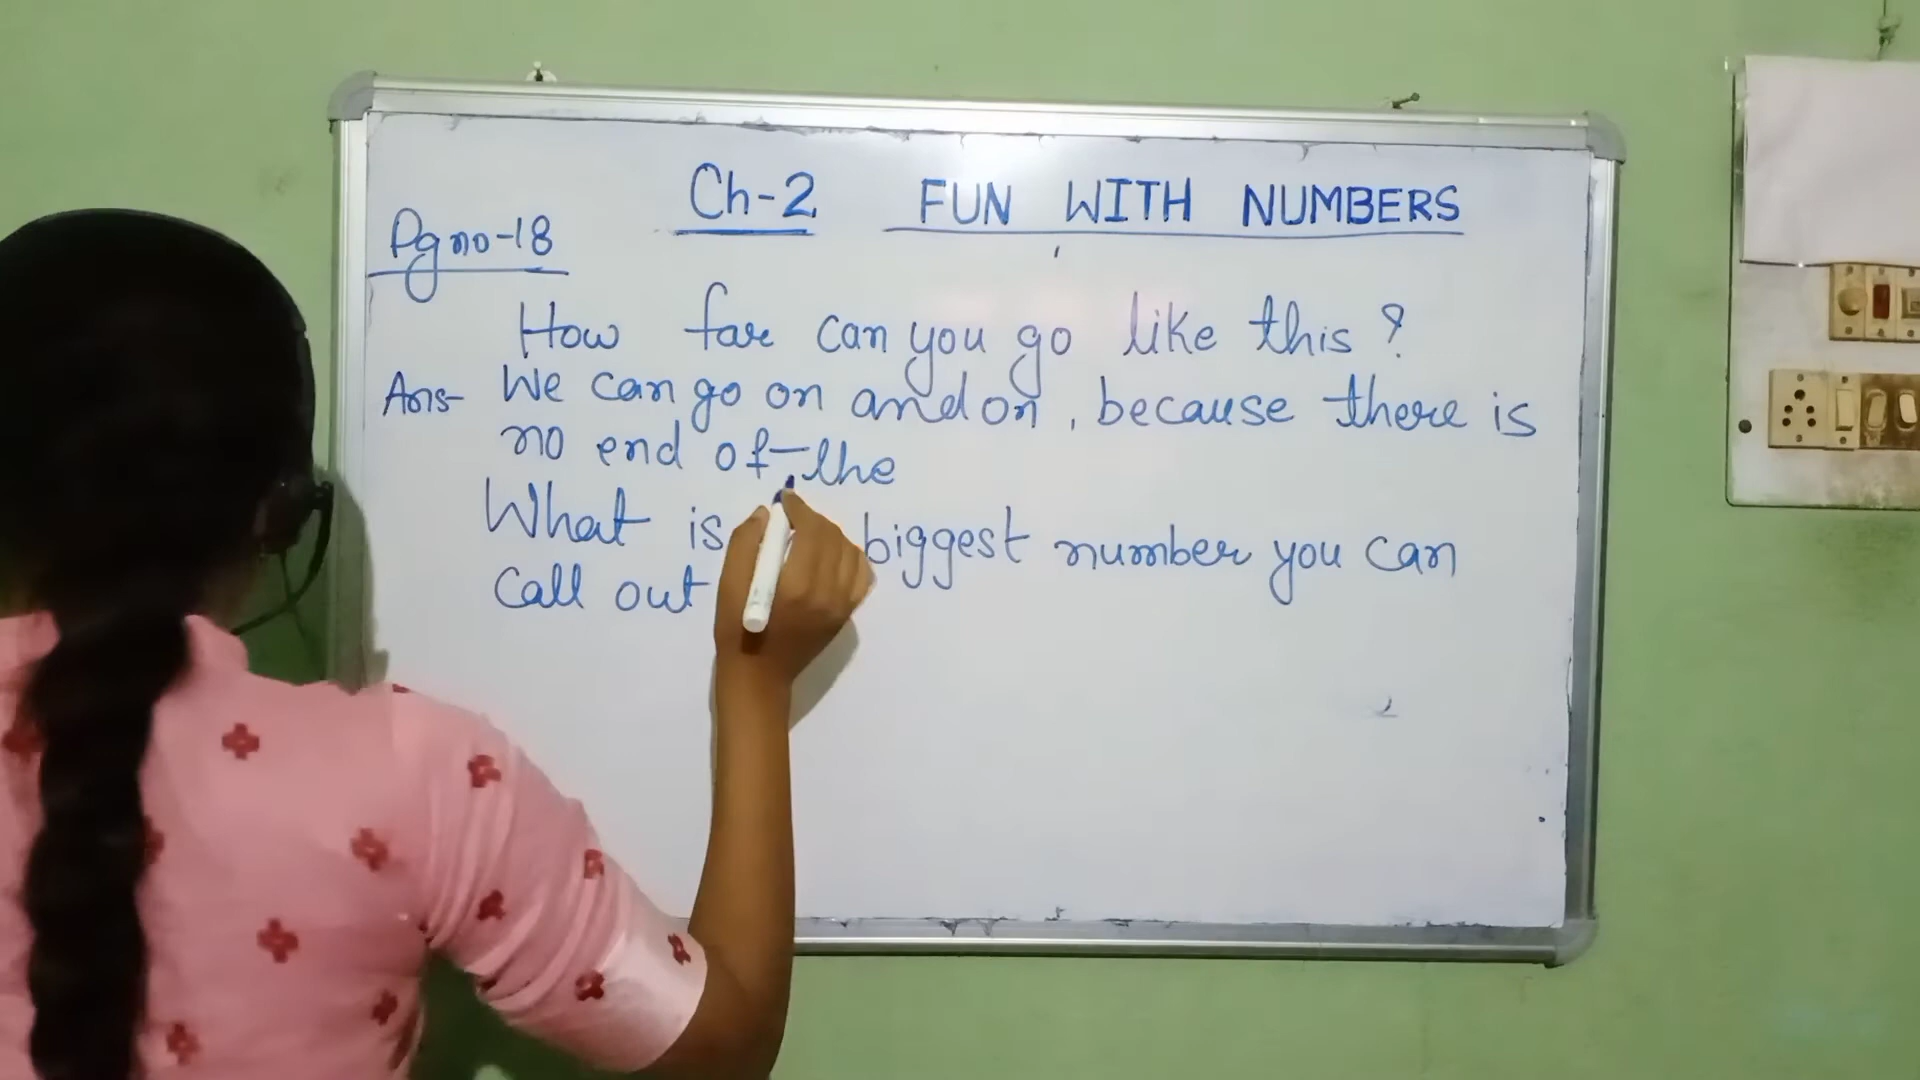 Ch-2 FUN WITH NUMBERS
Pg no-18
How far can you go like this?
Ans- We can go on and on, because there is
no end of the
What is biggest number you can
call out